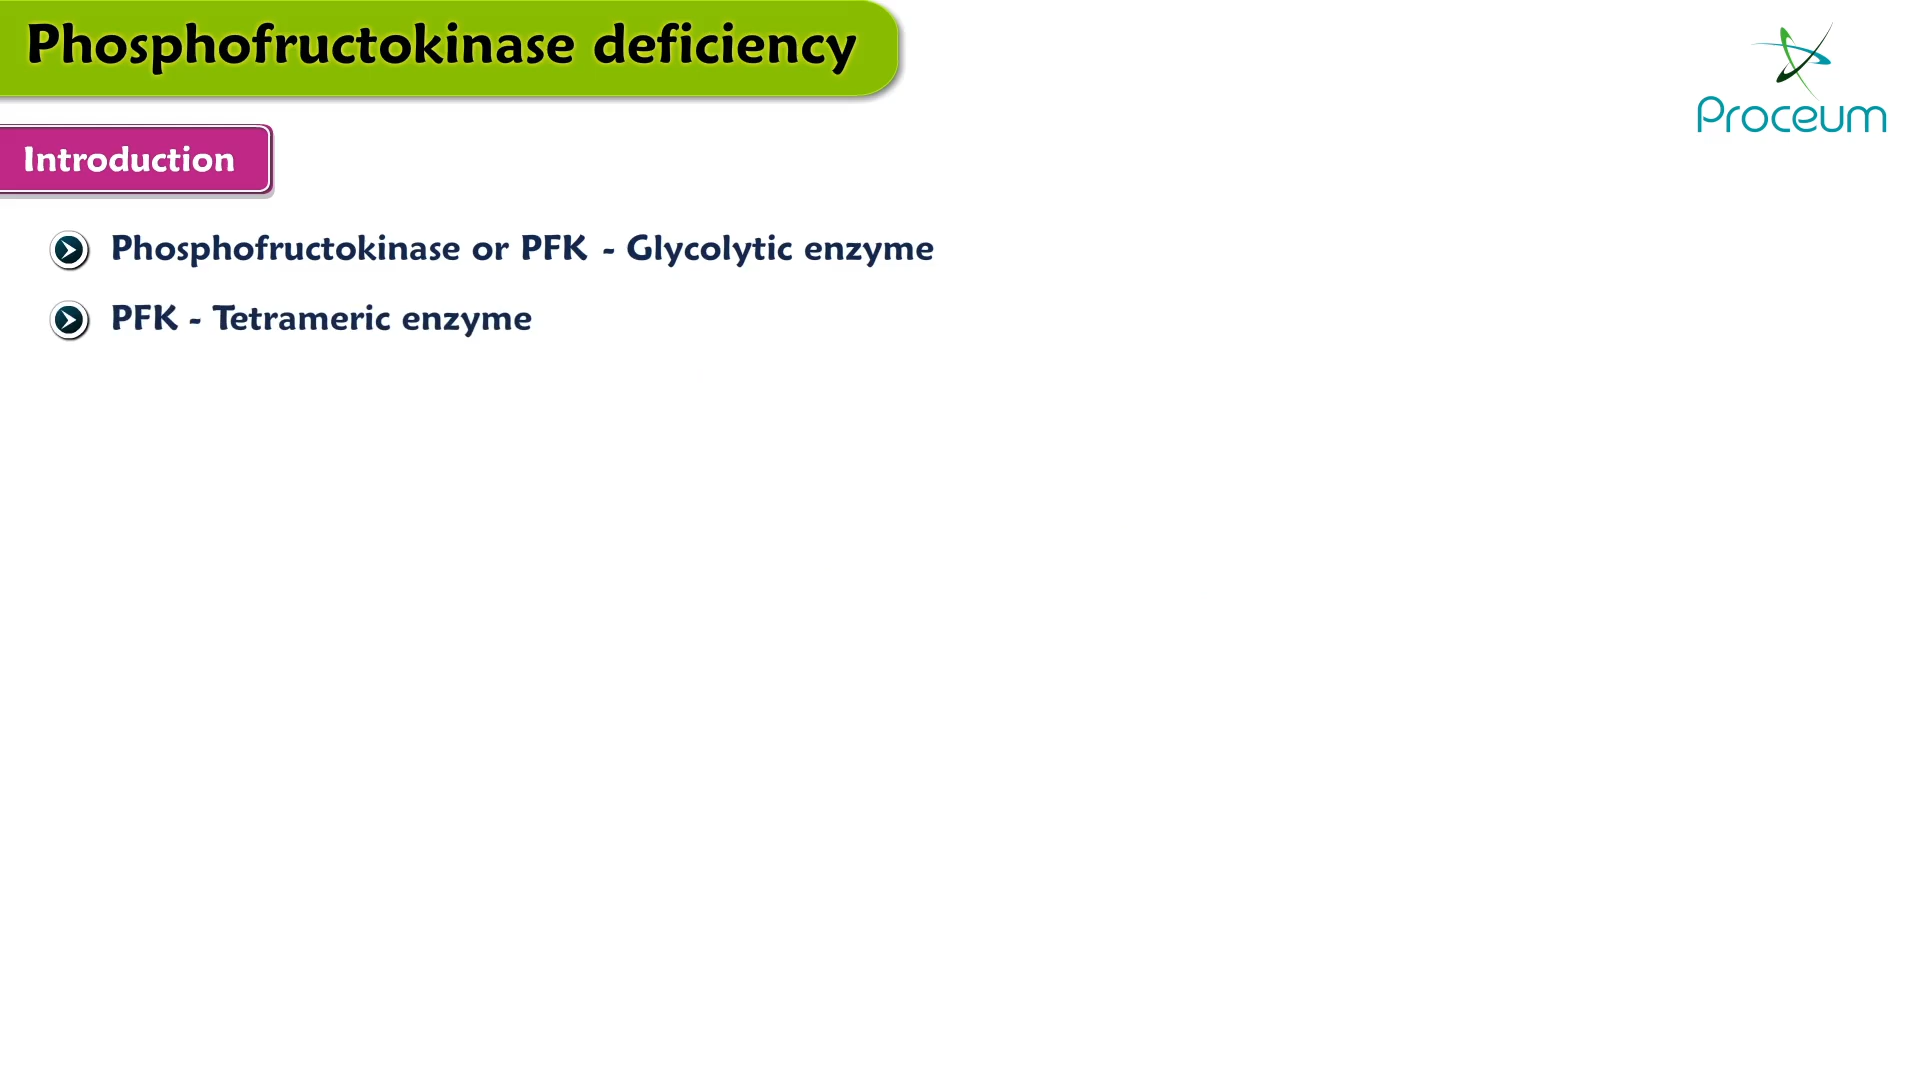 Phosphofructokinase deficiency
Proceum
Introduction
Phosphofructokinase or PFK - Glycolytic enzyme
PFK - Tetrameric enzyme